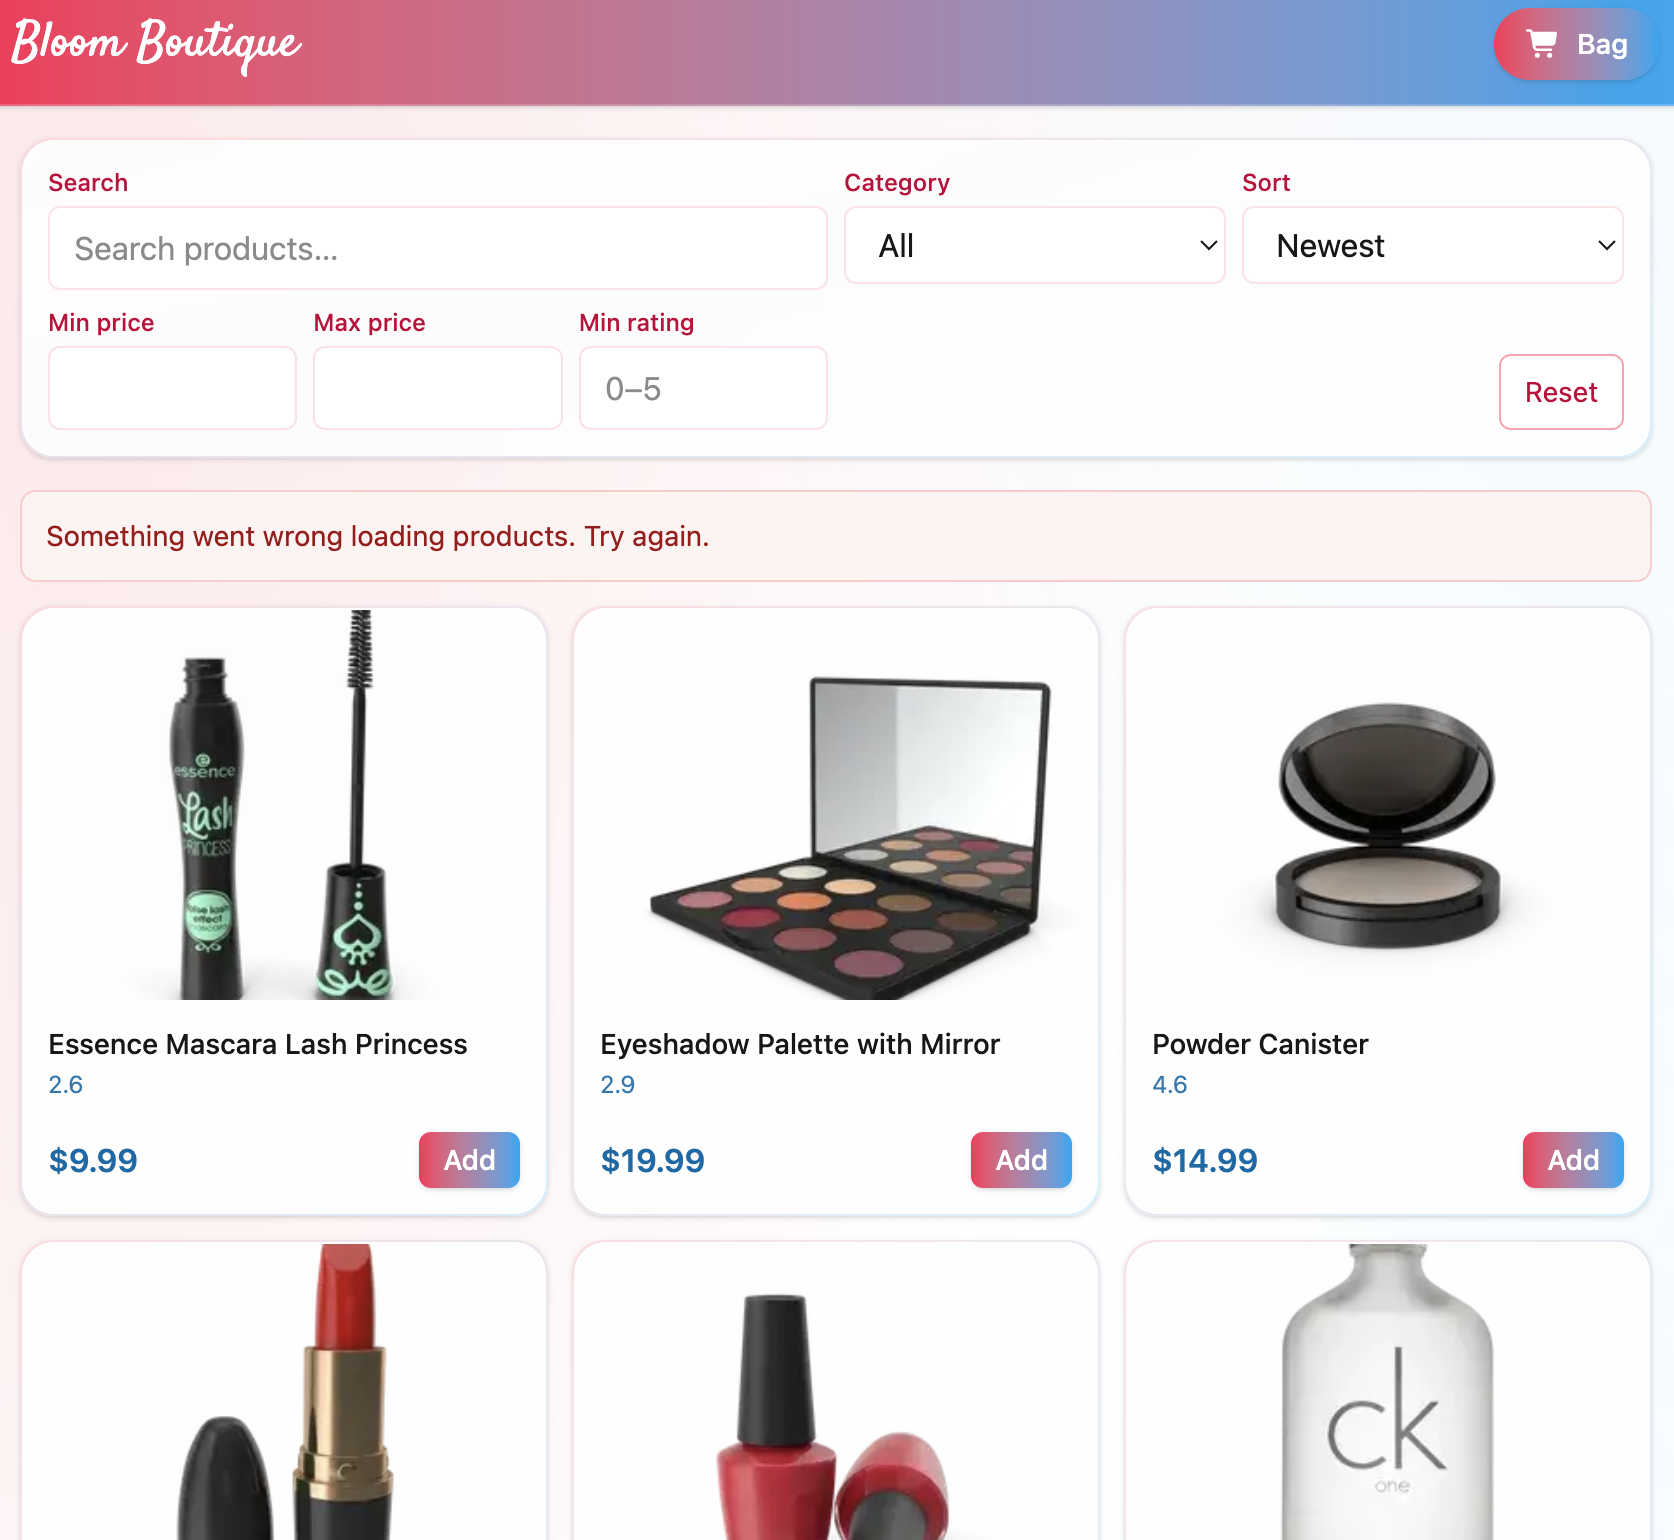 Bloom Boutique
Bag
Search
Category
Sort
Search products...
All
Newest
Min price
Max price
Min rating
0–5
Reset
Something went wrong loading products. Try again.
essence
Lash
PRINCESS
false lash
effect
mascara
Essence Mascara Lash Princess
2.6
$9.99
Add
Eyeshadow Palette with Mirror
2.9
$19.99
Add
Powder Canister
4.6
$14.99
Add
ck
one